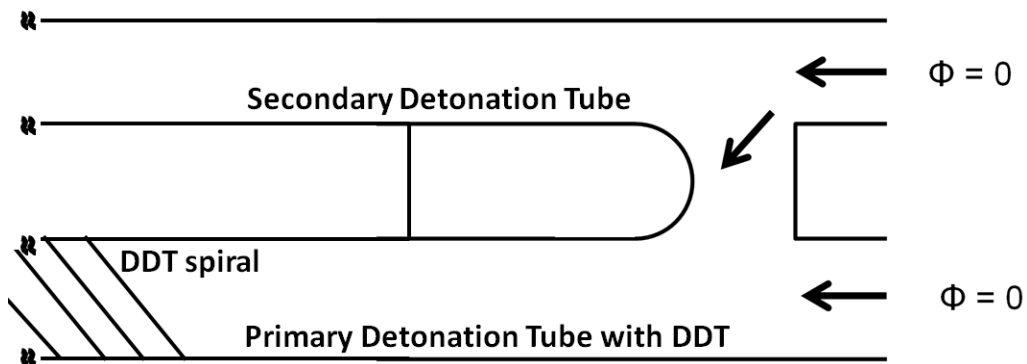 Φ = 0
Secondary Detonation Tube
DDT spiral
Φ = 0
Primary Detonation Tube with DDT